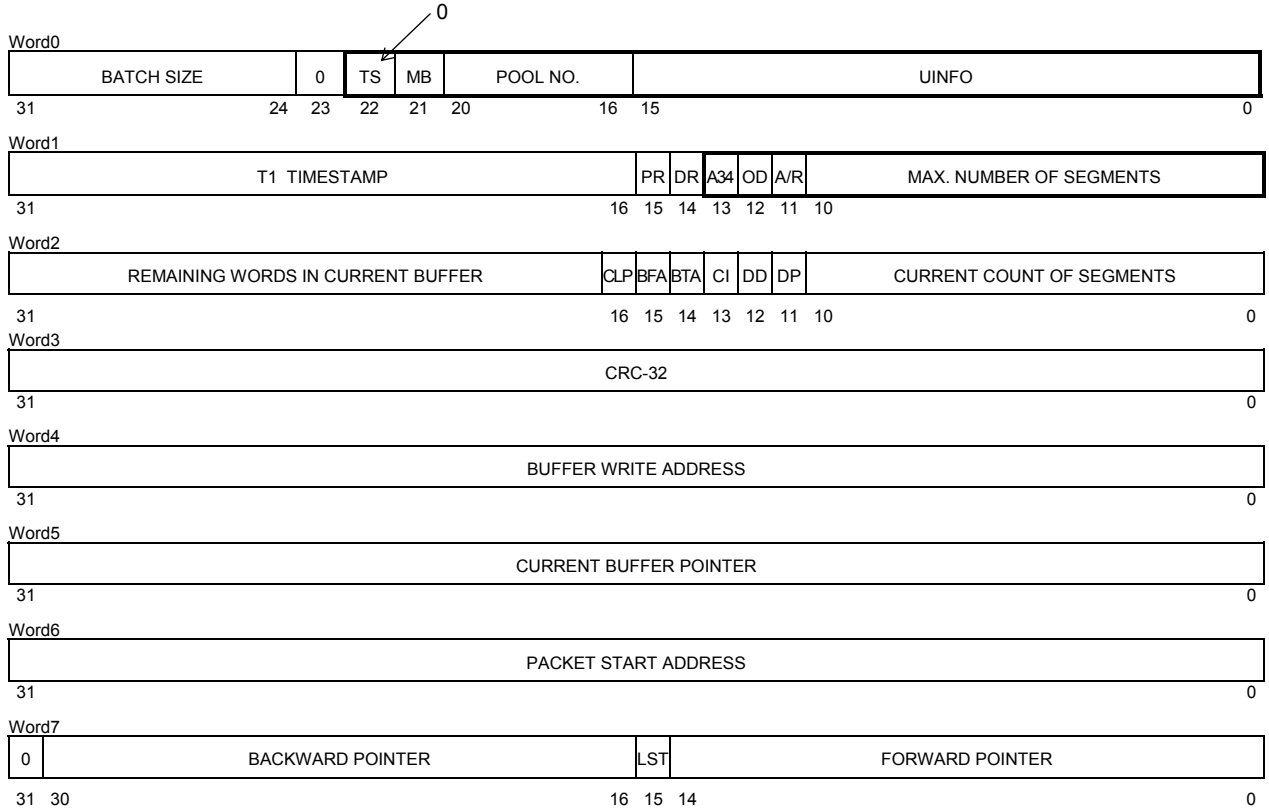 0
Word0
BATCH SIZE 0 TS MB POOL NO. UINFO
31 24 23 22 21 20 16 15 0
Word1
T1 TIMESTAMP PR DR A34 OD A/R MAX. NUMBER OF SEGMENTS
31 16 15 14 13 12 11 10
Word2
REMAINING WORDS IN CURRENT BUFFER CLP BFA BTA CI DD DP CURRENT COUNT OF SEGMENTS
31 16 15 14 13 12 11 10 0
Word3
CRC-32
31 0
Word4
BUFFER WRITE ADDRESS
31 0
Word5
CURRENT BUFFER POINTER
31 0
Word6
PACKET START ADDRESS
31 0
Word7
0 BACKWARD POINTER LST FORWARD POINTER
31 30 16 15 14 0